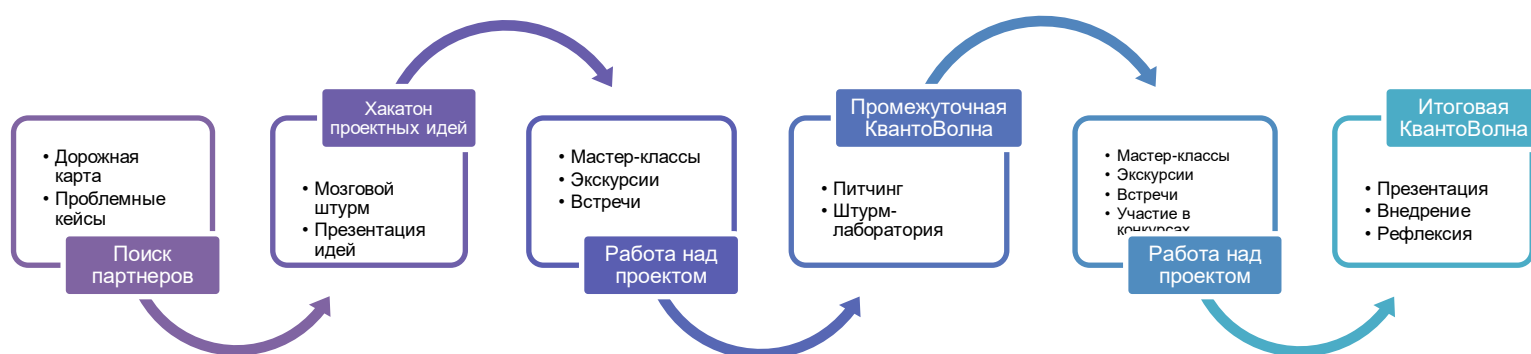 • Дорожная
карта
• Проблемные
кейсы
Поиск
партнеров
Хакатон
проектных идей
• Мозговой
штурм
• Презентация
идей
• Мастер-классы
• Экскурсии
• Встречи
Работа над
проектом
Промежуточная
КвантоВолна
• Питчинг
• Штурм-
лаборатория
• Мастер-классы
• Экскурсии
• Встречи
• Участие в
конкурсах
Работа над
проектом
Итоговая
КвантоВолна
• Презентация
• Внедрение
• Рефлексия